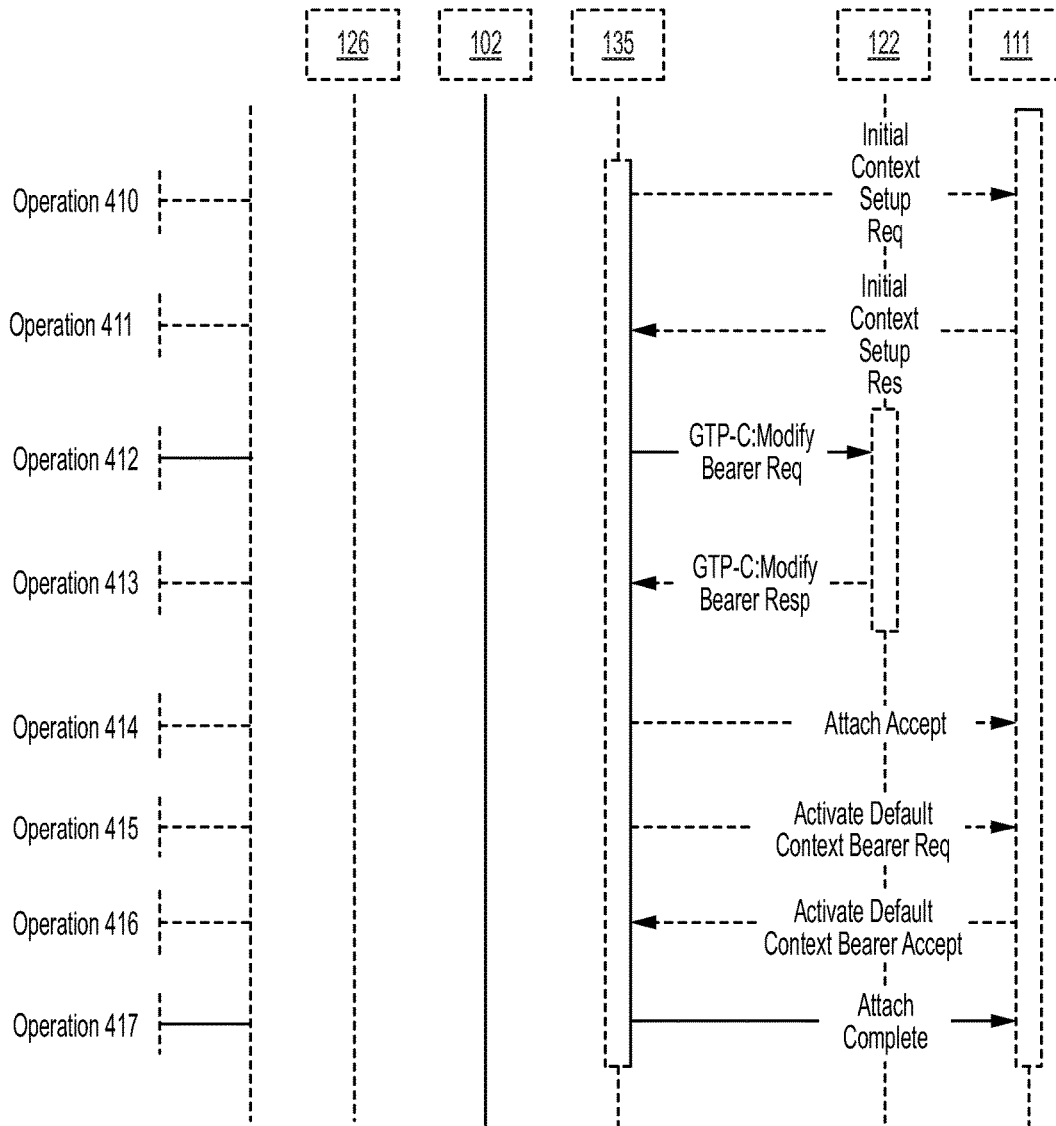 126
102
135
122
111
Operation 410
Initial
Context
Setup
Req
Operation 411
Initial
Context
Setup
Res
Operation 412
GTP-C:Modify
Bearer Req
Operation 413
GTP-C:Modify
Bearer Resp
Operation 414
Attach Accept
Operation 415
Activate Default
Context Bearer Req
Operation 416
Activate Default
Context Bearer Accept
Operation 417
Attach
Complete